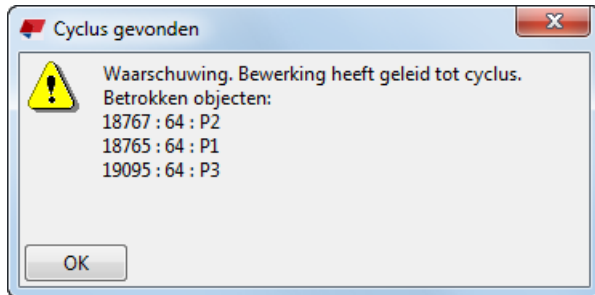 Cyclus gevonden
Waarschuwing. Bewerking heeft geleid tot cyclus.
Betrokken objecten:
18767 : 64 : P2
18765 : 64 : P1
19095 : 64 : P3
OK